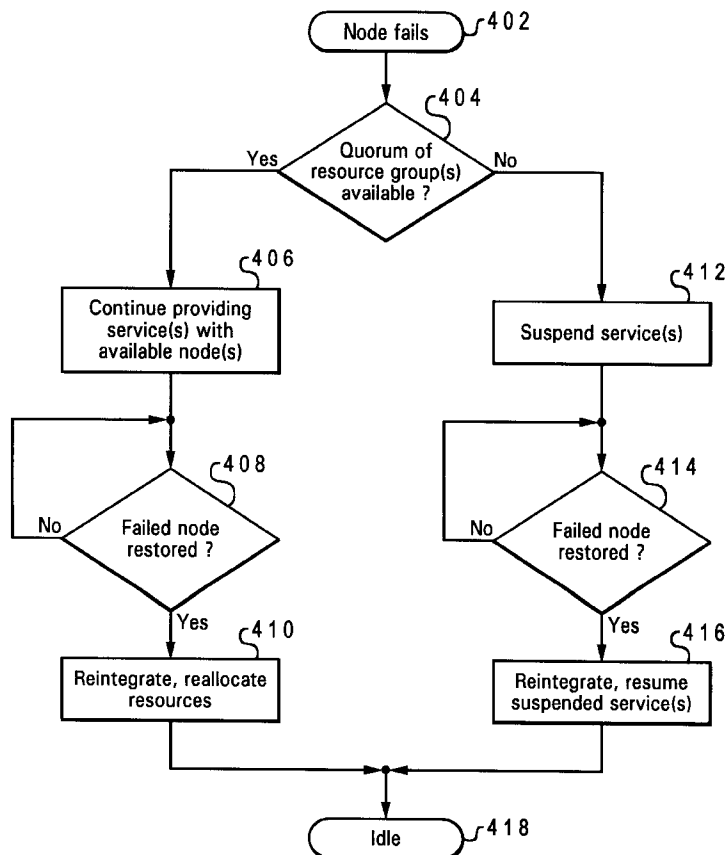 Node fails
402
404
Quorum of
resource group(s)
available ?
Yes
No
406
Continue providing
service(s) with
available node(s)
412
Suspend service(s)
408
Failed node
restored ?
No
Yes
414
Failed node
restored ?
No
Yes
410
Reintegrate, reallocate
resources
416
Reintegrate, resume
suspended service(s)
Idle
418